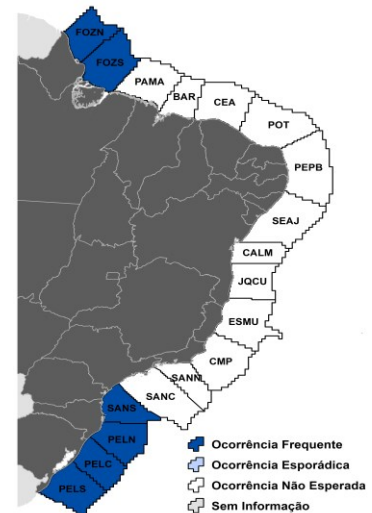 FOZN
FOZS
PAMA
BAR
CEA
POT
PEPB
SEAJ
CALM
JQCU
ESMU
CMP
SANN
SANC
SANS
PELN
PELC
PELS
Ocorrência Frequente
Ocorrência Esporádica
Ocorrência Não Esperada
Sem Informação